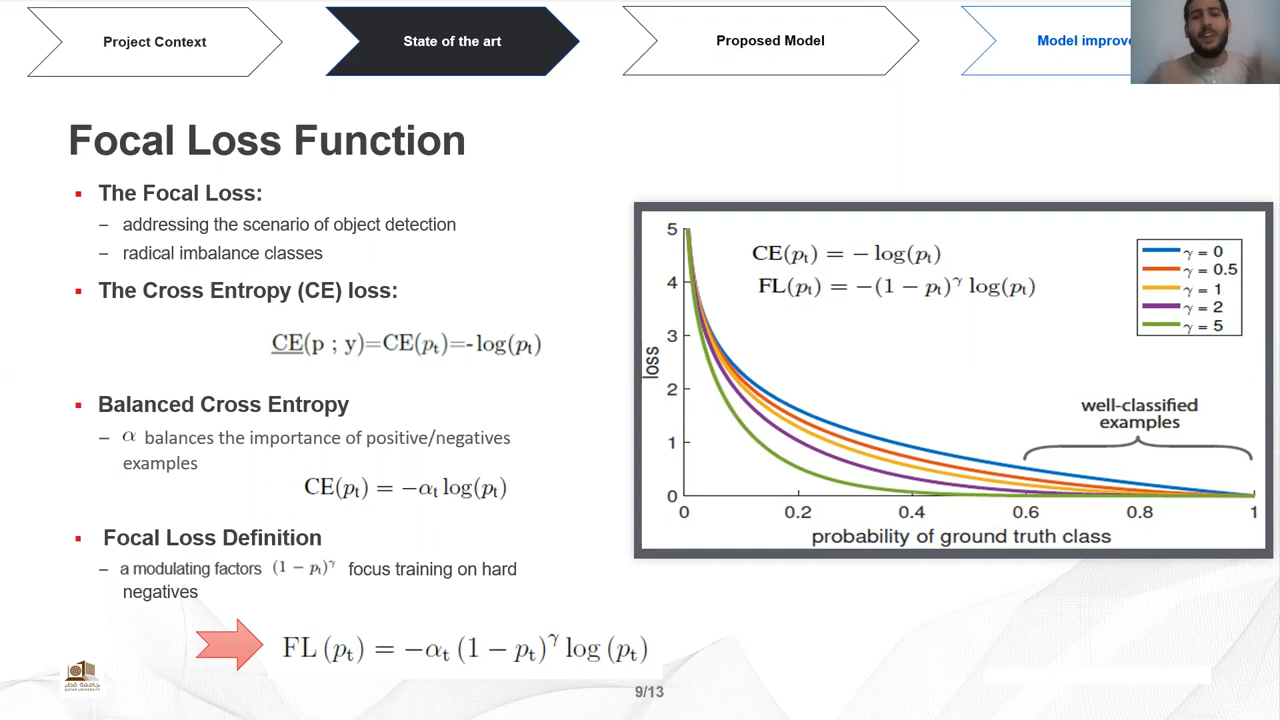 Project Context
State of the art
Proposed Model
Model improve
Focal Loss Function
▪ The Focal Loss:
– addressing the scenario of object detection
– radical imbalance classes
▪ The Cross Entropy (CE) loss:
CE(p ; y)=CE(pₜ)=-log(pₜ)
▪ Balanced Cross Entropy
– α balances the importance of positive/negatives
examples
CE(pₜ) = −αₜ log(pₜ)
▪ Focal Loss Definition
– a modulating factors (1 − pₜ)^γ focus training on hard
negatives
FL (pₜ) = −αₜ (1 − pₜ)^γ log (pₜ)
CE(pₜ) = − log(pₜ)
FL(pₜ) = −(1 − pₜ)^γ log(pₜ)
γ = 0
γ = 0.5
γ = 1
γ = 2
γ = 5
well-classified
examples
loss
5
4
3
2
1
0
0 0.2 0.4 0.6 0.8 1
probability of ground truth class
جامعة قطر
QATAR UNIVERSITY
9/13